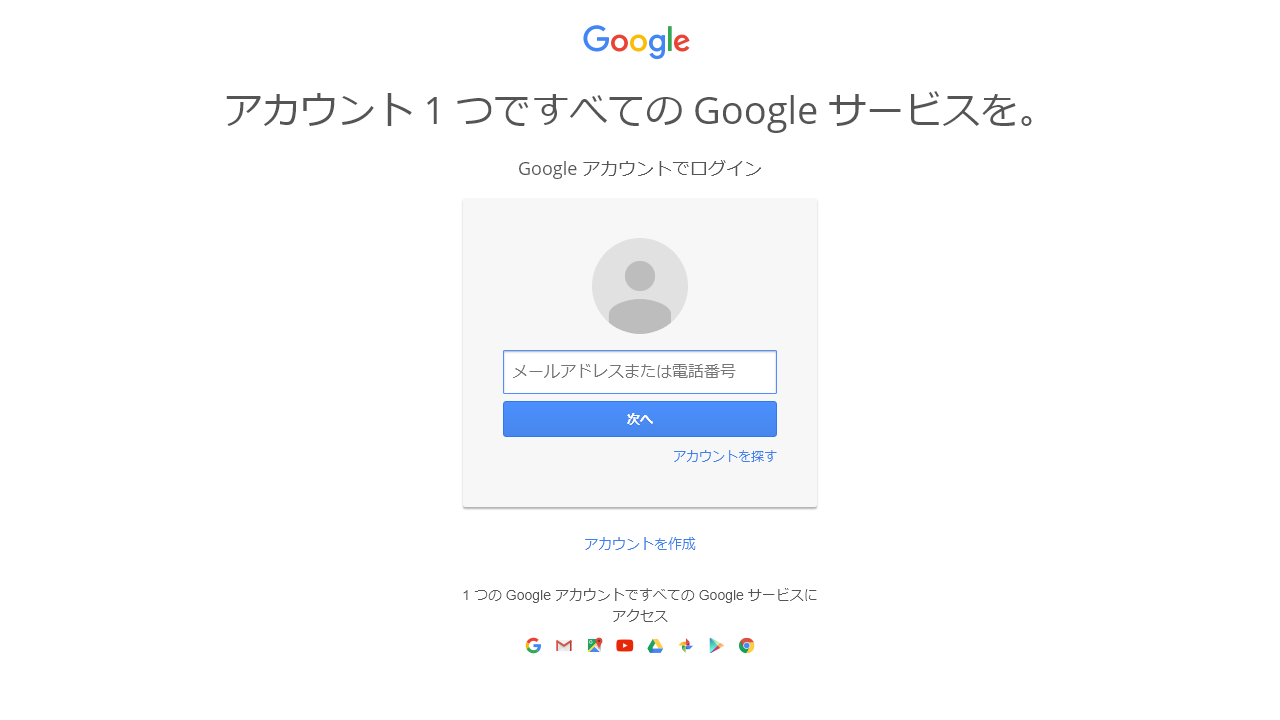 Google
アカウント 1 つですべての Google サービスを。
Google アカウントでログイン
メールアドレスまたは電話番号
次へ
アカウントを探す
アカウントを作成
1 つの Google アカウントですべての Google サービスに
アクセス